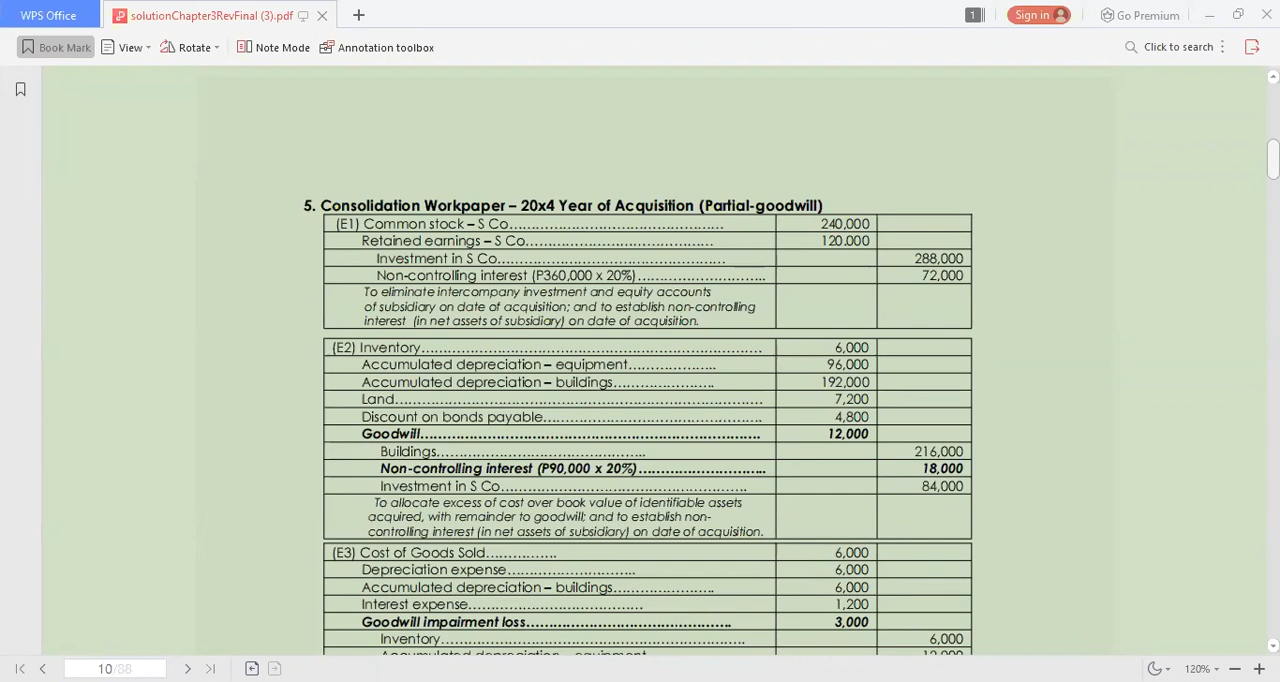 WPS Office
solutionChapter3RevFinal (3).pdf
1
Sign in
Go Premium
Book Mark
View
Rotate
Note Mode
Annotation toolbox
Click to search
5. Consolidation Workpaper – 20x4 Year of Acquisition (Partial-goodwill)
(E1) Common stock – S Co………………………………………… 240,000
Retained earnings – S Co………………………………… 120.000
Investment in S Co……………………………………… 288,000
Non-controlling interest (P360,000 x 20%)…………………….. 72,000
To eliminate intercompany investment and equity accounts
of subsidiary on date of acquisition; and to establish non-controlling
interest (in net assets of subsidiary) on date of acquisition.
(E2) Inventory…………………………………………………………… 6,000
Accumulated depreciation – equipment……………….. 96,000
Accumulated depreciation – buildings………………….. 192,000
Land………………………………………………………………… 7,200
Discount on bonds payable…………………………………….. 4,800
Goodwill…………………………………………………………. 12,000
Buildings…………………………………….. 216,000
Non-controlling interest (P90,000 x 20%)…………………….. 18,000
Investment in S Co…………………………………………….. 84,000
To allocate excess of cost over book value of identifiable assets
acquired, with remainder to goodwill; and to establish non-
controlling interest (in net assets of subsidiary) on date of acquisition.
(E3) Cost of Goods Sold……………. 6,000
Depreciation expense…………………………….. 6,000
Accumulated depreciation – buildings………………….. 6,000
Interest expense……………………………… 1,200
Goodwill impairment loss…………………………………….. 3,000
Inventory………………………………………………….. 6,000
Accumulated depreciation – equipment 12,000
10/88
120%